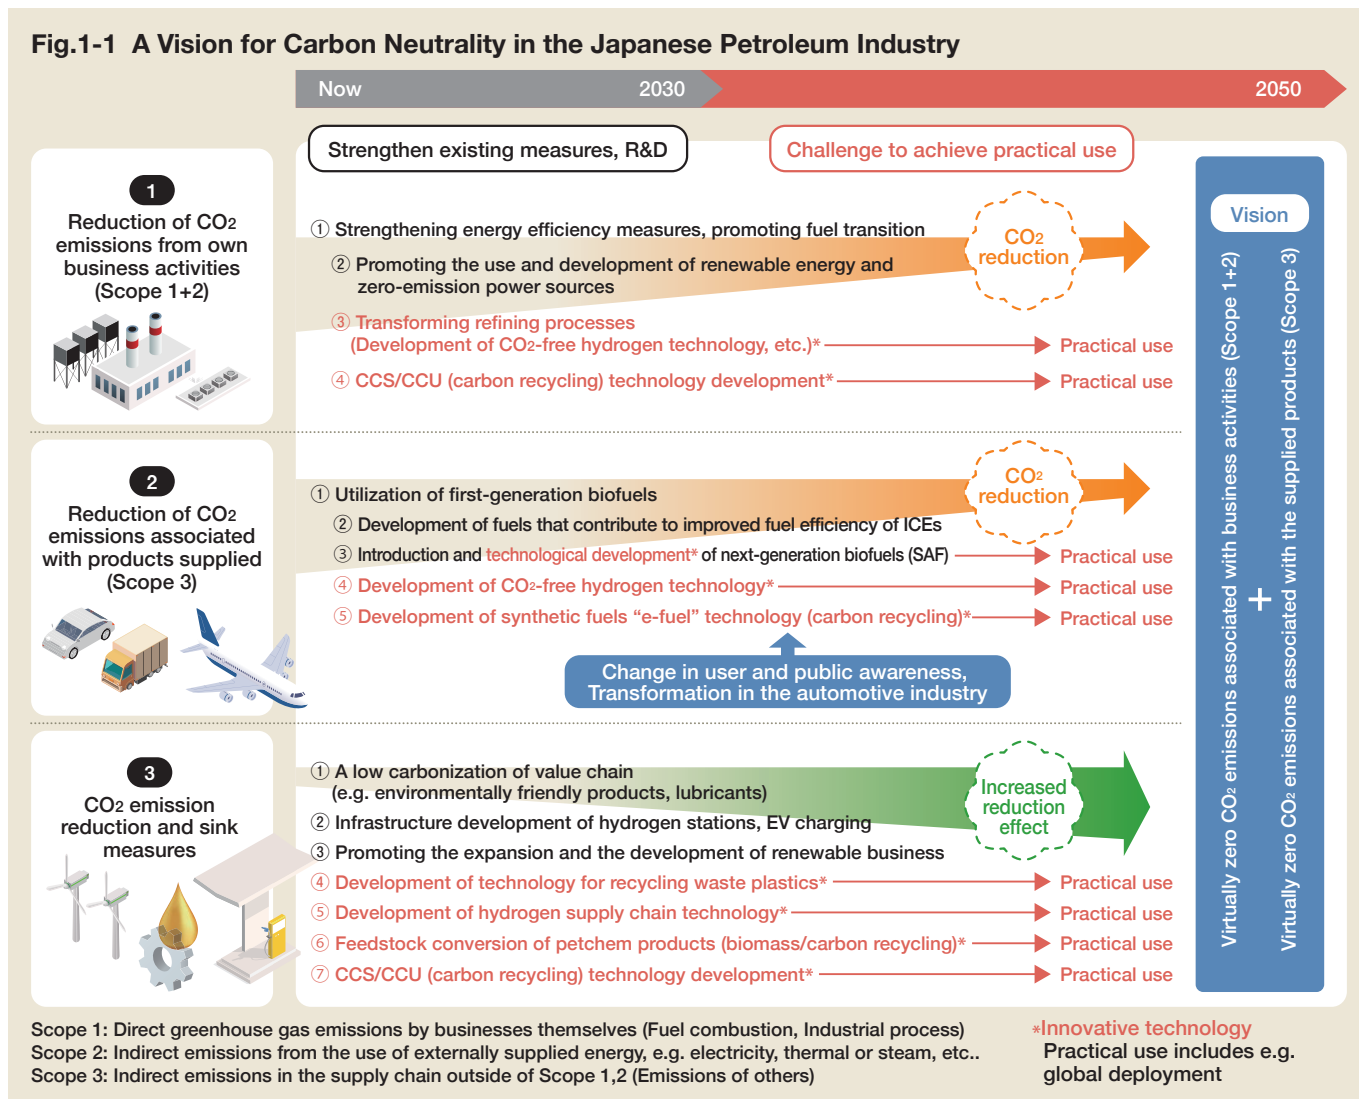 Fig.1-1 A Vision for Carbon Neutrality in the Japanese Petroleum Industry
Now
2030
2050
Strengthen existing measures, R&D
Challenge to achieve practical use
1
Reduction of CO2
emissions from own
business activities
(Scope 1+2)
① Strengthening energy efficiency measures, promoting fuel transition
② Promoting the use and development of renewable energy and
zero-emission power sources
③ Transforming refining processes
(Development of CO2-free hydrogen technology, etc.)*
Practical use
④ CCS/CCU (carbon recycling) technology development*
Practical use
CO2
reduction
2
Reduction of CO2
emissions associated
with products supplied
(Scope 3)
① Utilization of first-generation biofuels
② Development of fuels that contribute to improved fuel efficiency of ICEs
③ Introduction and technological development* of next-generation biofuels (SAF)
Practical use
④ Development of CO2-free hydrogen technology*
Practical use
⑤ Development of synthetic fuels “e-fuel” technology (carbon recycling)*
Practical use
CO2
reduction
Change in user and public awareness,
Transformation in the automotive industry
3
CO2 emission
reduction and sink
measures
① A low carbonization of value chain
(e.g. environmentally friendly products, lubricants)
② Infrastructure development of hydrogen stations, EV charging
③ Promoting the expansion and the development of renewable business
④ Development of technology for recycling waste plastics*
Practical use
⑤ Development of hydrogen supply chain technology*
Practical use
⑥ Feedstock conversion of petchem products (biomass/carbon recycling)*
Practical use
⑦ CCS/CCU (carbon recycling) technology development*
Practical use
Increased
reduction
effect
Vision
Virtually zero CO2 emissions associated with business activities (Scope 1+2)
+
Virtually zero CO2 emissions associated with the supplied products (Scope 3)
Scope 1: Direct greenhouse gas emissions by businesses themselves (Fuel combustion, Industrial process)
Scope 2: Indirect emissions from the use of externally supplied energy, e.g. electricity, thermal or steam, etc..
Scope 3: Indirect emissions in the supply chain outside of Scope 1,2 (Emissions of others)
*Innovative technology
Practical use includes e.g.
global deployment